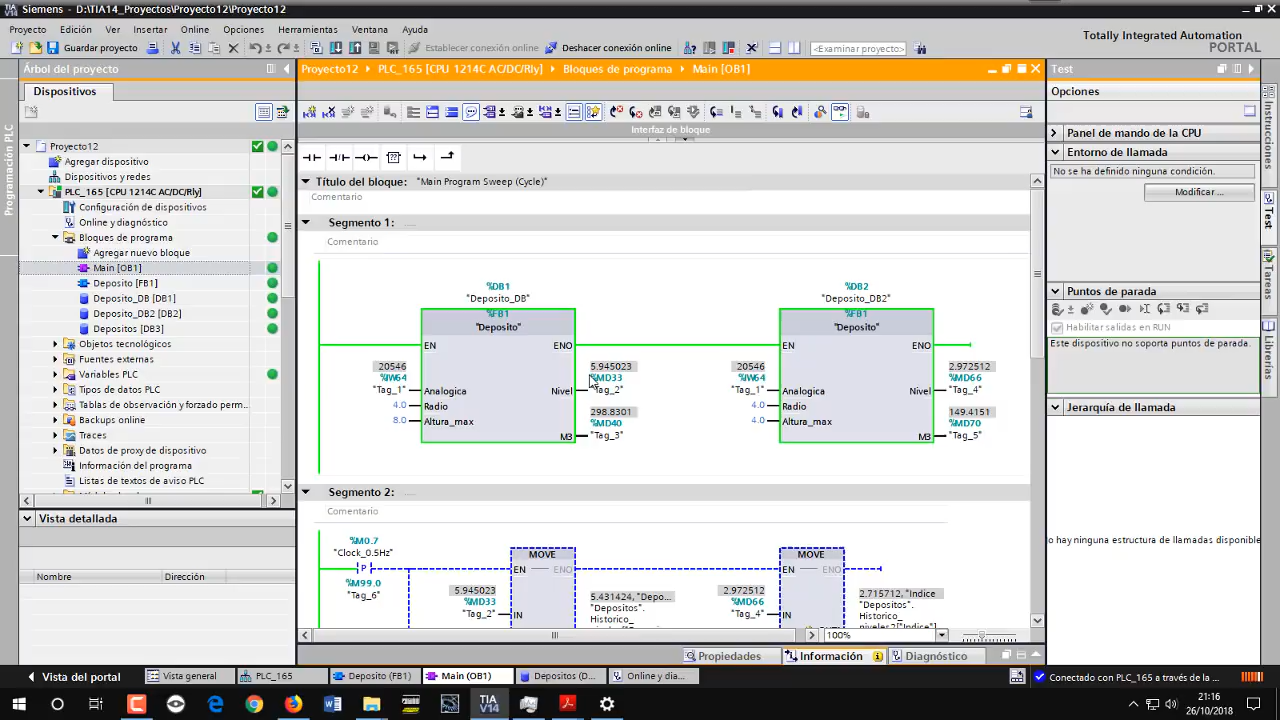 Siemens - D:\TIA14_Proyectos\Proyecto12\Proyecto12
Proyecto Edición Ver Insertar Online Opciones Herramientas Ventana Ayuda
Totally Integrated Automation
PORTAL
Guardar proyecto Establecer conexión online Deshacer conexión online <Examinar proyecto>
Árbol del proyecto
Proyecto12 PLC_165 [CPU 1214C AC/DC/Rly] Bloques de programa Main [OB1]
Test
Dispositivos
Opciones
Interfaz de bloque
Programación PLC
Proyecto12
Agregar dispositivo
Dispositivos y redes
PLC_165 [CPU 1214C AC/DC/Rly]
Configuración de dispositivos
Online y diagnóstico
Bloques de programa
Agregar nuevo bloque
Main [OB1]
Deposito [FB1]
Deposito_DB [DB1]
Deposito_DB2 [DB2]
Depositos [DB3]
Objetos tecnológicos
Fuentes externas
Variables PLC
Tipos de datos PLC
Tablas de observación y forzado perm...
Backups online
Traces
Datos de proxy de dispositivo
Información del programa
Listas de textos de aviso PLC
Vista detallada
Nombre Dirección
Título del bloque: "Main Program Sweep (Cycle)"
Comentario
Segmento 1: ....
Comentario
%DB1
"Deposito_DB"
%FB1
"Deposito"
EN ENO
20546
%IW64
"Tag_1" Analogica
4.0 Radio
8.0 Altura_max
5.945023
%MD33
Nivel "Tag_2"
298.8301
%MD40
M3 "Tag_3"
%DB2
"Deposito_DB2"
%FB1
"Deposito"
EN ENO
20546
%IW64
"Tag_1" Analogica
4.0 Radio
4.0 Altura_max
2.972512
%MD66
Nivel "Tag_4"
149.4151
%MD70
M3 "Tag_5"
Segmento 2: ....
Comentario
%M0.7
"Clock_0.5Hz"
P
%M99.0
"Tag_6"
MOVE
EN ENO
5.945023
%MD33
"Tag_2" IN
5.431424, "Depo...
"Depositos".
Historico_
MOVE
EN ENO
2.972512
%MD66
"Tag_4" IN
2.715712, "Indice
"Depositos".
Historico_
niveles2["Indice"]
100%
Propiedades Información Diagnóstico
Panel de mando de la CPU
Entorno de llamada
No se ha definido ninguna condición.
Modificar ...
Puntos de parada
Habilitar salidas en RUN
Este dispositivo no soporta puntos de parada.
Jerarquía de llamada
No hay ninguna estructura de llamadas disponible
Instrucciones
Test
Tareas
Vista del portal Vista general PLC_165 Deposito (FB1) Main (OB1) Depositos (D... Online y dia... Conectado con PLC_165 a través de la ...
TIA
V14
21:16
26/10/2018